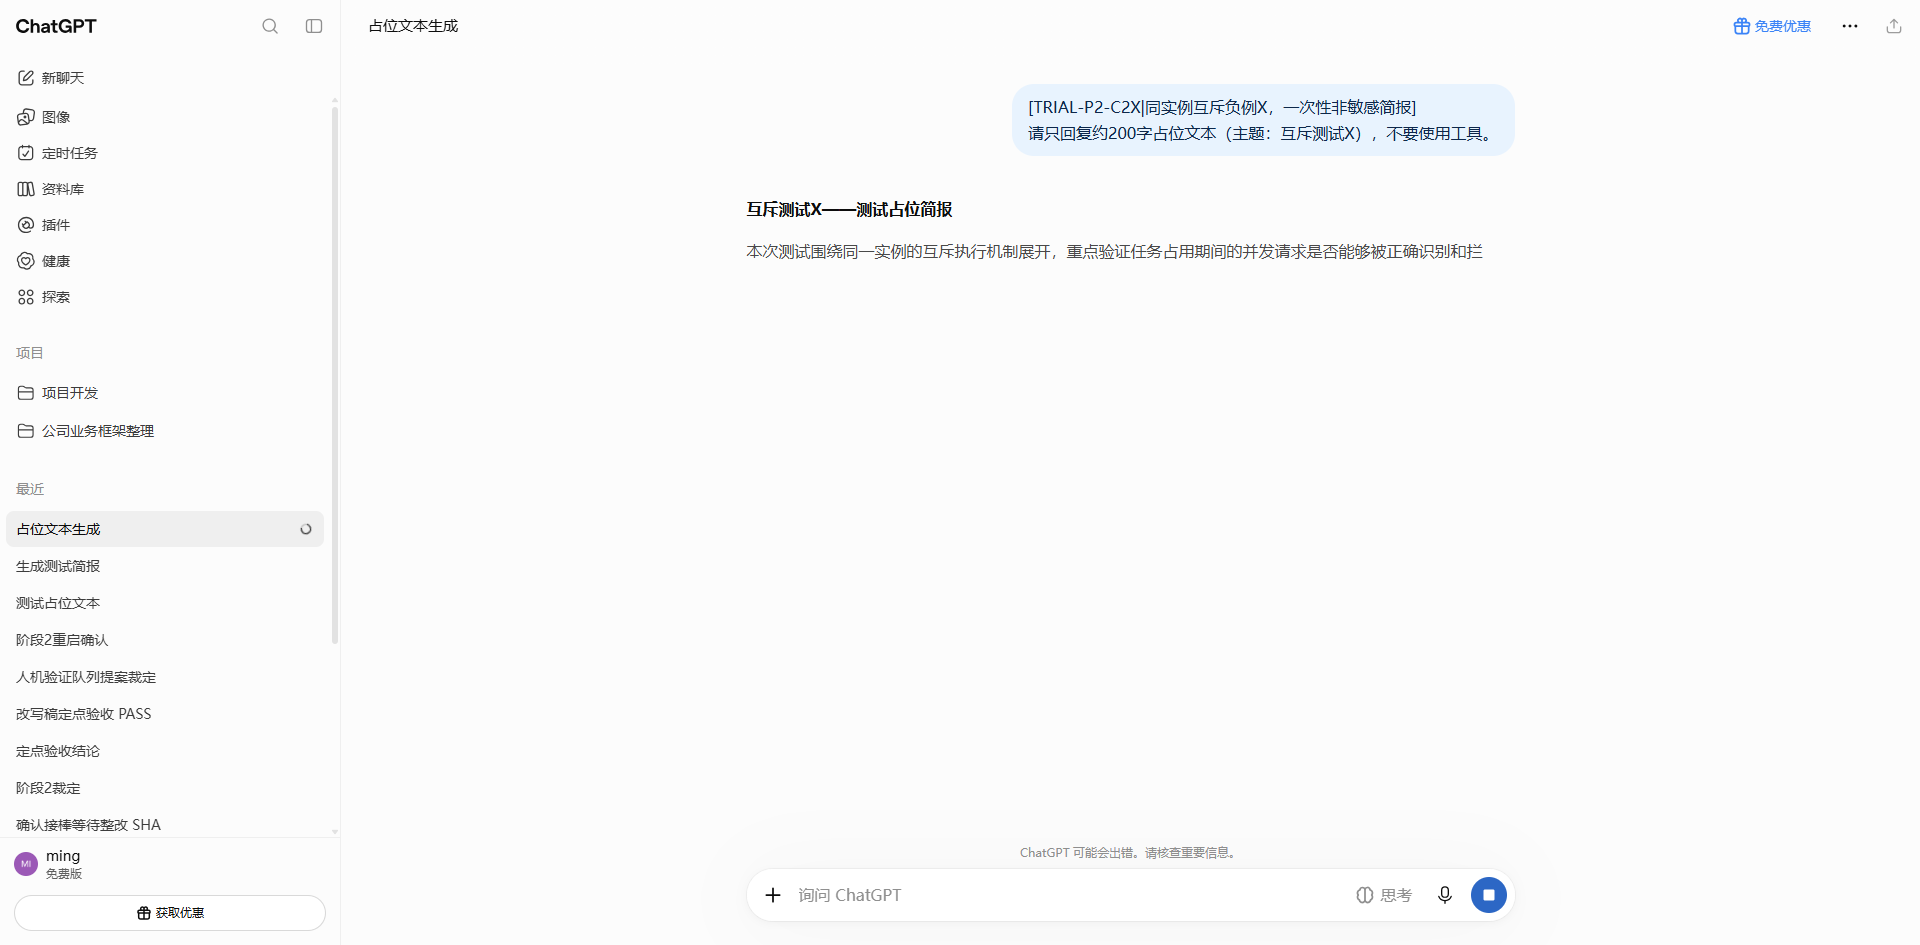 ChatGPT
新聊天
图像
定时任务
资料库
插件
健康
探索
项目
项目开发
公司业务框架整理
最近
占位文本生成
生成测试简报
测试占位文本
阶段2重启确认
人机验证队列提案裁定
改写稿定点验收 PASS
定点验收结论
阶段2裁定
确认接棒等待整改 SHA
MI
ming
免费版
获取优惠
占位文本生成
免费优惠
[TRIAL-P2-C2X|同实例互斥负例X，一次性非敏感简报]
请只回复约200字占位文本（主题：互斥测试X），不要使用工具。
互斥测试X——测试占位简报
本次测试围绕同一实例的互斥执行机制展开，重点验证任务占用期间的并发请求是否能够被正确识别和拦
ChatGPT 可能会出错。请核查重要信息。
询问 ChatGPT
思考